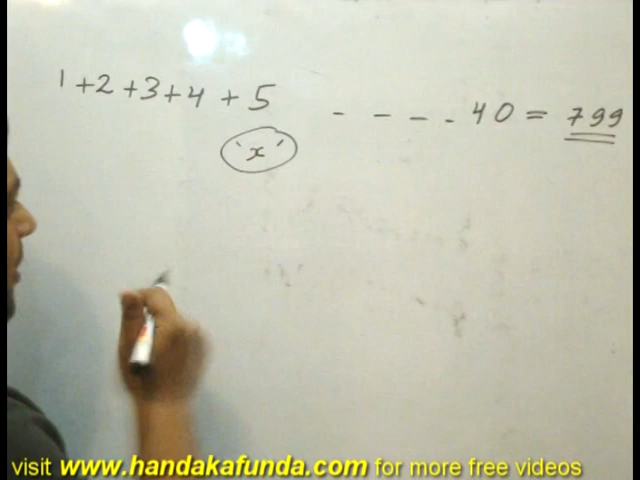 1 + 2 + 3 + 4 + 5 - - - - 40 = 799
'x'
visit www.handakafunda.com for more free videos